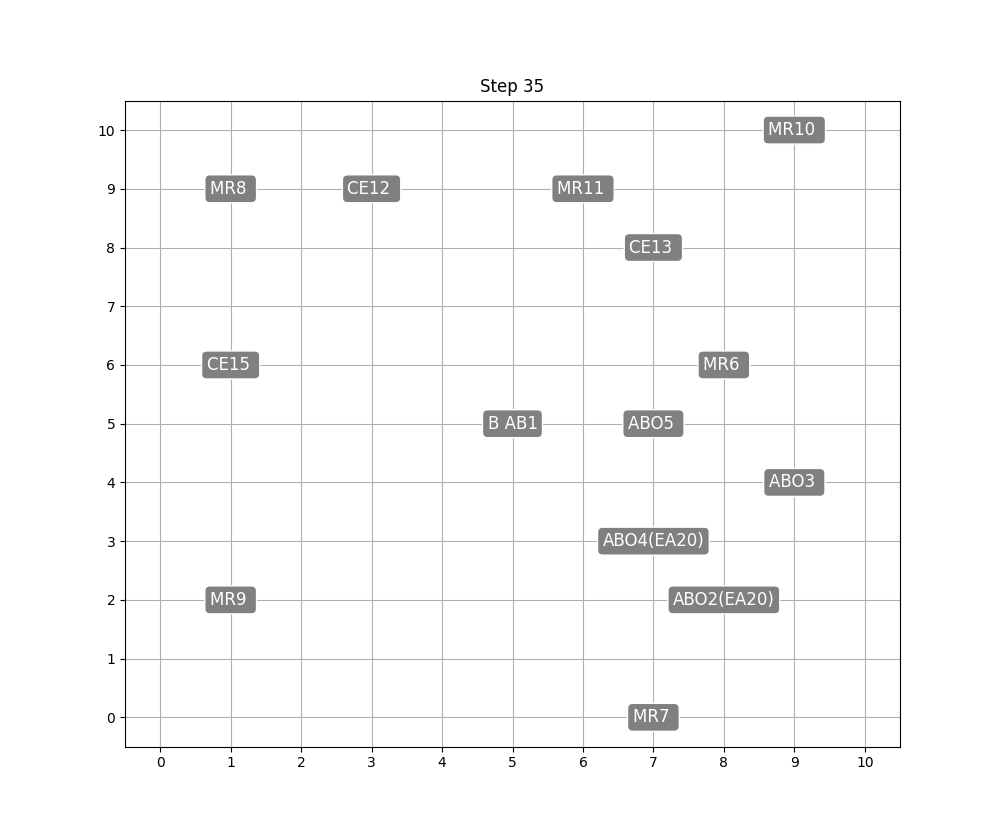 Step 35
10
MR10
9
MR8 CE12 MR11
8
CE13
7
6
CE15 MR6
5
B AB1 ABO5
4
ABO3
3
ABO4(EA20)
2
MR9 ABO2(EA20)
1
0
MR7
0 1 2 3 4 5 6 7 8 9 10